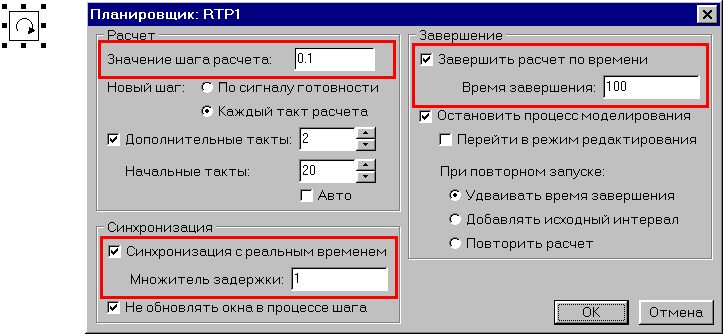 Планировщик: RTP1
Расчет
Значение шага расчета: 0.1
Новый шаг: По сигналу готовности
Каждый такт расчета
Дополнительные такты: 2
Начальные такты: 20
Авто
Синхронизация
Синхронизация с реальным временем
Множитель задержки: 1
Не обновлять окна в процессе шага
Завершение
Завершить расчет по времени
Время завершения: 100
Остановить процесс моделирования
Перейти в режим редактирования
При повторном запуске:
Удваивать время завершения
Добавлять исходный интервал
Повторить расчет
OK
Отмена